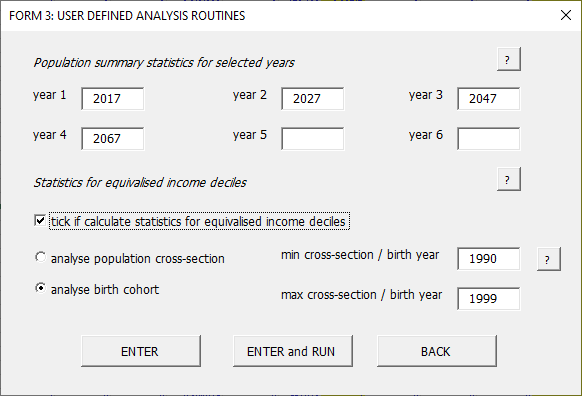 FORM 3: USER DEFINED ANALYSIS ROUTINES
Population summary statistics for selected years ?
year 1 2017 year 2 2027 year 3 2047
year 4 2067 year 5 year 6
Statistics for equivalised income deciles ?
tick if calculate statistics for equivalised income deciles
analyse population cross-section min cross-section / birth year 1990 ?
analyse birth cohort max cross-section / birth year 1999
ENTER ENTER and RUN BACK